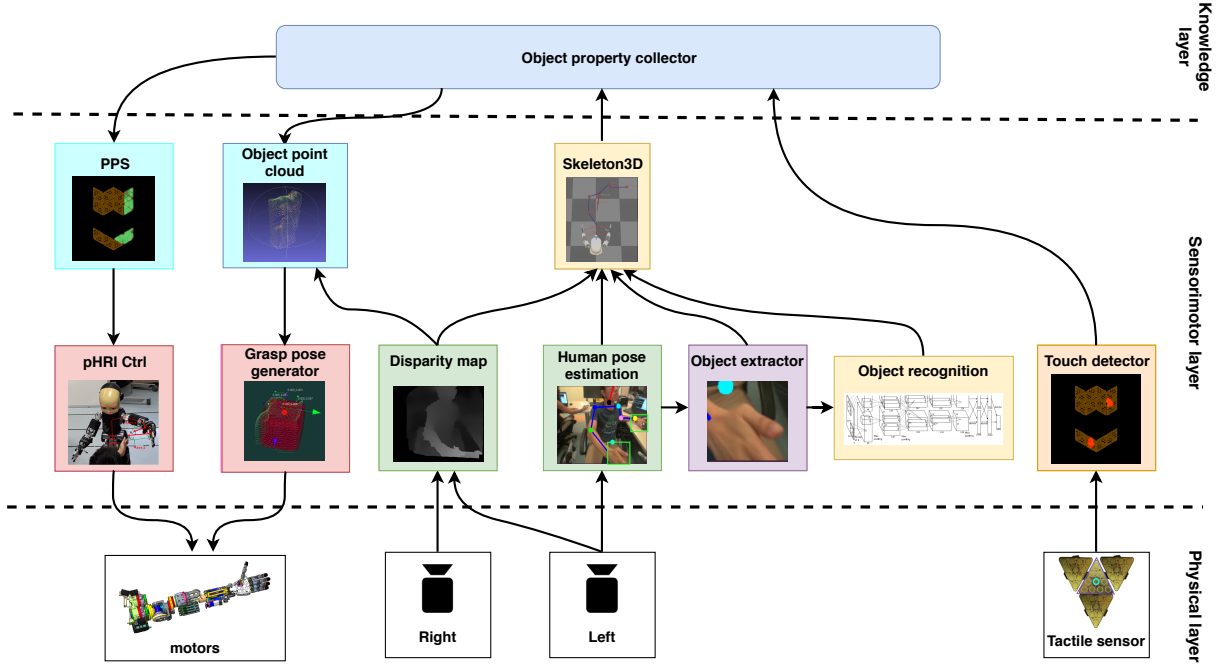 Object property collector
Knowledge
layer
PPS
Object point
cloud
Skeleton3D
Sensorimotor layer
pHRI Ctrl
Grasp pose
generator
Disparity map
Human pose
estimation
Object extractor
Object recognition
Touch detector
motors
Right
Left
Tactile sensor
Physical layer